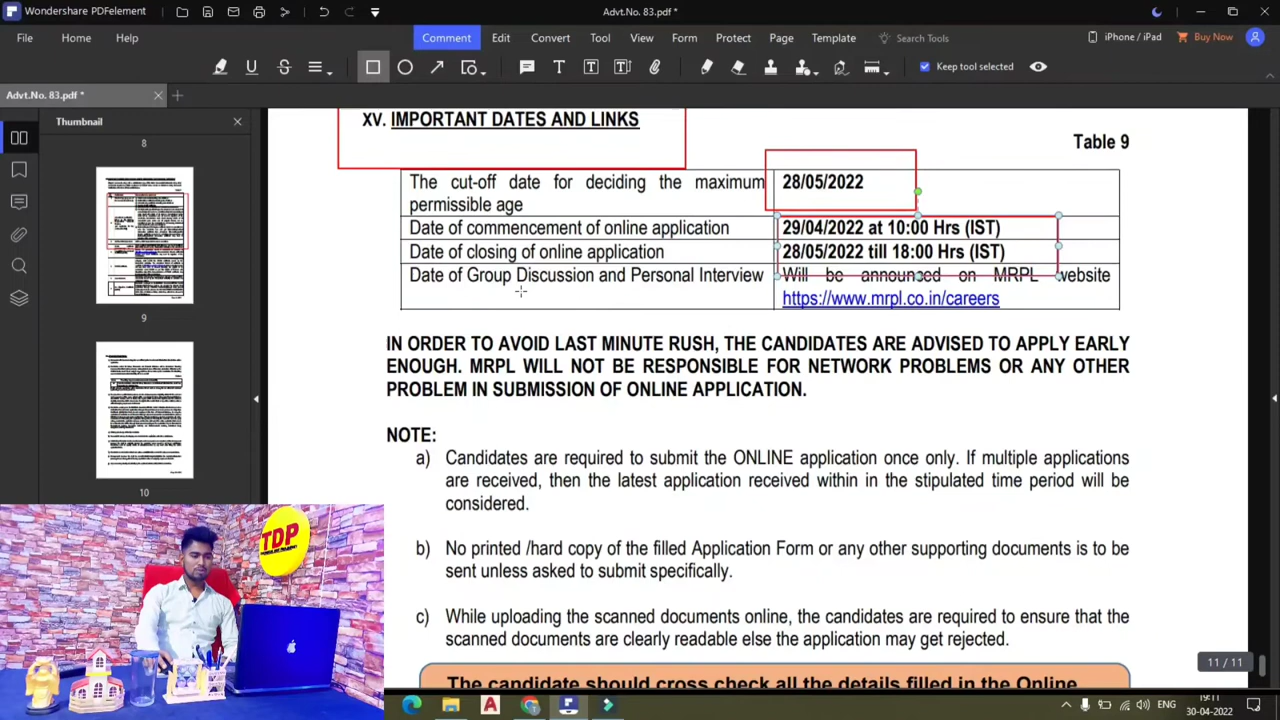 Wondershare PDFelement
Advt.No. 83.pdf *
File Home Help
Comment Edit Convert Tool View Form Protect Page Template Search Tools
iPhone / iPad Buy Now
Keep tool selected
Advt.No. 83.pdf *
Thumbnail
8
9
10
XV. IMPORTANT DATES AND LINKS
Table 9
The cut-off date for deciding the maximum 28/05/2022
permissible age
Date of commencement of online application 29/04/2022 at 10:00 Hrs (IST)
Date of closing of online application 28/05/2022 till 18:00 Hrs (IST)
Date of Group Discussion and Personal Interview Will be announced on MRPL website
https://www.mrpl.co.in/careers
IN ORDER TO AVOID LAST MINUTE RUSH, THE CANDIDATES ARE ADVISED TO APPLY EARLY
ENOUGH. MRPL WILL NOT BE RESPONSIBLE FOR NETWORK PROBLEMS OR ANY OTHER
PROBLEM IN SUBMISSION OF ONLINE APPLICATION.
NOTE:
a) Candidates are required to submit the ONLINE application once only. If multiple applications
are received, then the latest application received within in the stipulated time period will be
considered.
b) No printed /hard copy of the filled Application Form or any other supporting documents is to be
sent unless asked to submit specifically.
c) While uploading the scanned documents online, the candidates are required to ensure that the
scanned documents are clearly readable else the application may get rejected.
The candidate should cross check all the details filled in the Online
11 / 11
TDP
ENG
19:11
30-04-2022